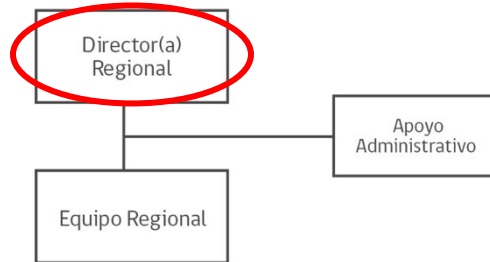 Director(a)
Regional
Apoyo
Administrativo
Equipo Regional